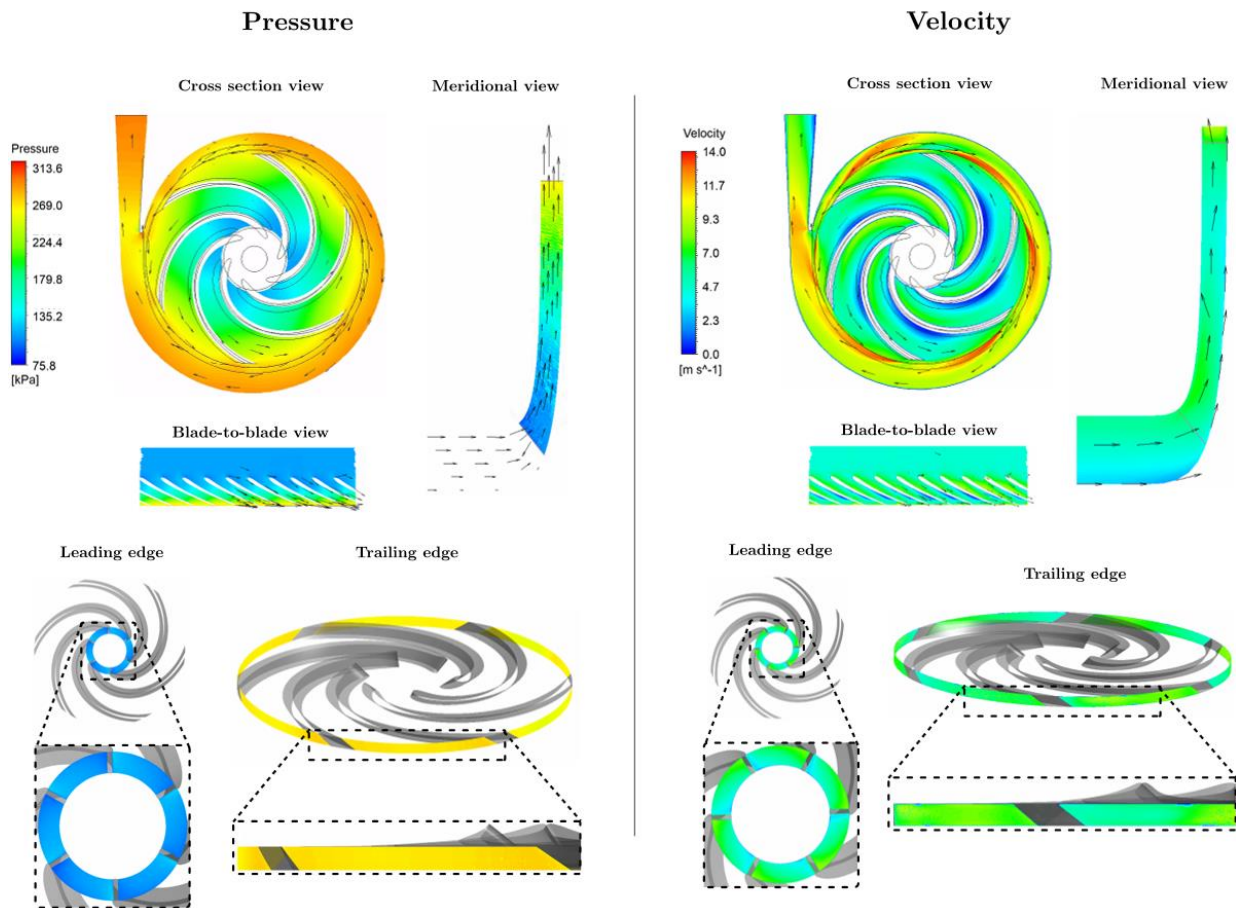 Pressure
Cross section view
Meridional view
Pressure
313.6
269.0
224.4
179.8
135.2
75.8
[kPa]
Blade-to-blade view
Leading edge
Trailing edge
Velocity
Cross section view
Meridional view
Velocity
14.0
11.7
9.3
7.0
4.7
2.3
0.0
[m s^-1]
Blade-to-blade view
Leading edge
Trailing edge